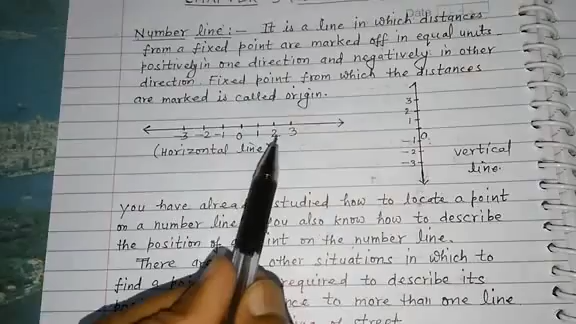 Number line:- It is a line in which distances
from a fixed point are marked off in equal units
positively in one direction and negatively in other
direction. Fixed point from which the distances
are marked is called origin.
-3 -2 -1 0 1 2 3
(Horizontal line
3
2
1
0
-1
-2
-3
vertical
line.
you have already studied how to locate a point
on a number line. you also know how to describe
the position of a point on the number line.
There are other situations in which to
find a required to describe its
to more than one line